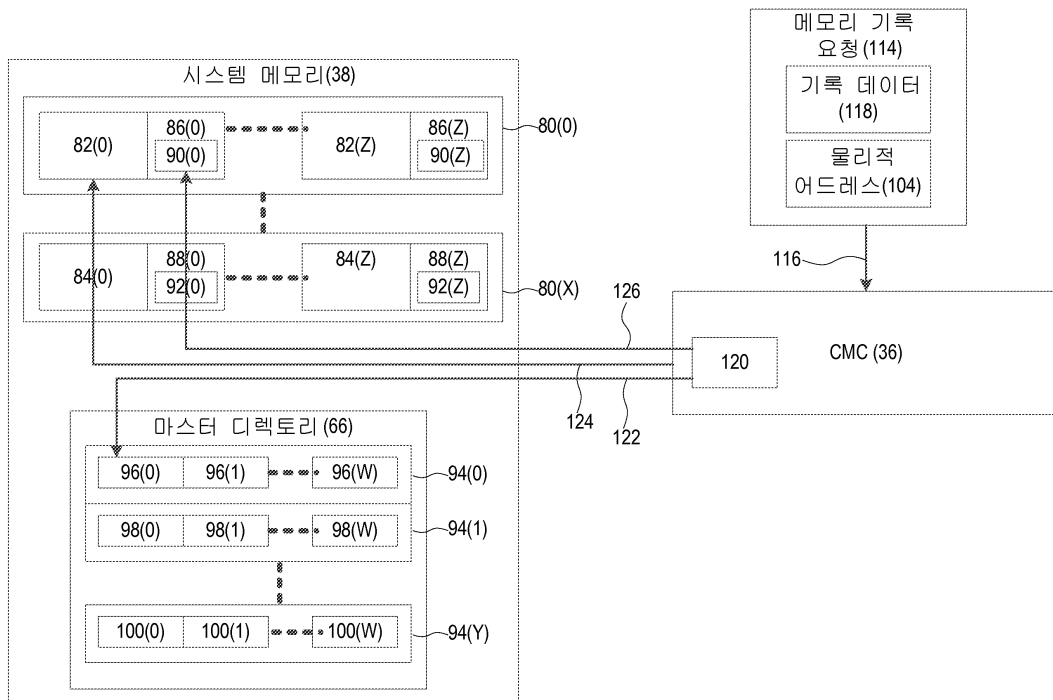 메모리 기록
요청(114)
기록 데이터
(118)
물리적
어드레스(104)
116
시스템 메모리(38)
82(0) 86(0) 82(Z) 86(Z) 80(0)
90(0) 90(Z)
84(0) 88(0) 84(Z) 88(Z) 80(X)
92(0) 92(Z)
126
120 CMC (36)
124 122
마스터 디렉토리(66)
96(0) 96(1) 96(W) 94(0)
98(0) 98(1) 98(W) 94(1)
100(0) 100(1) 100(W) 94(Y)